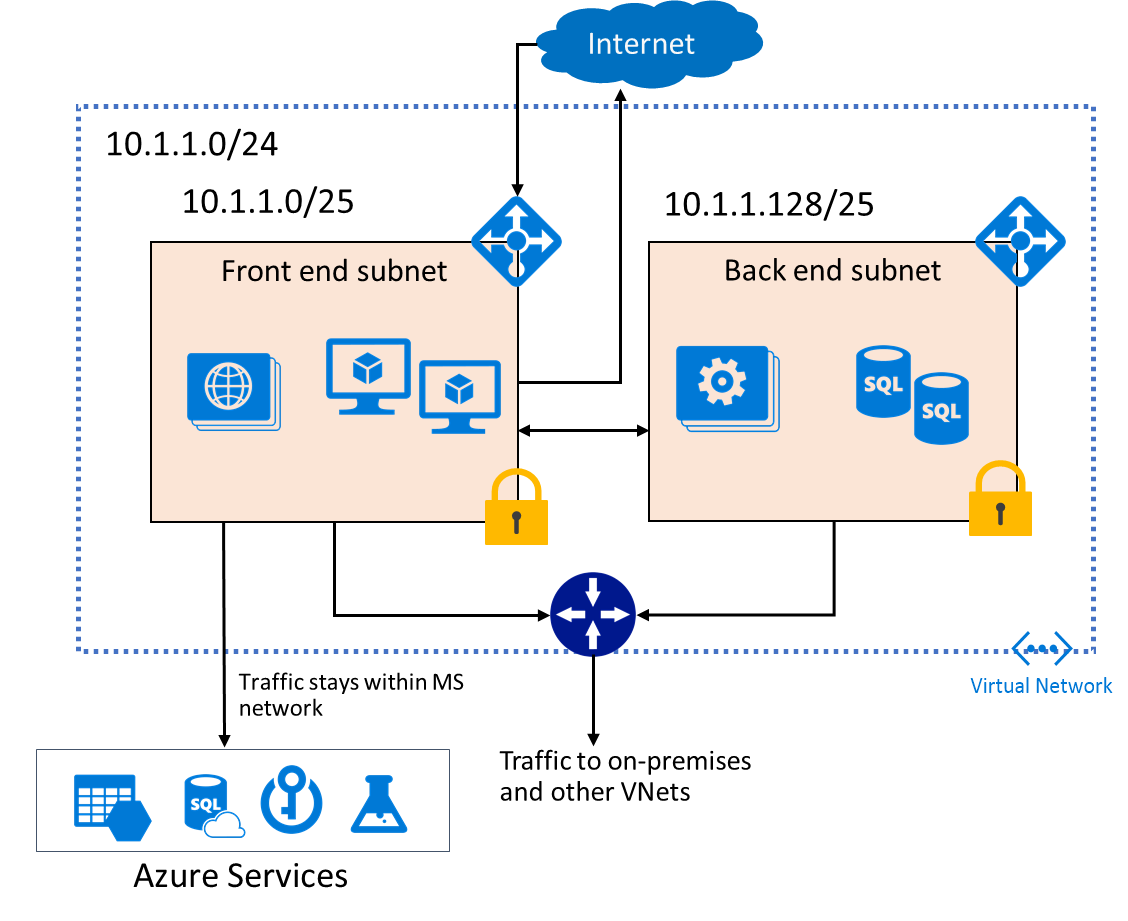 Internet
10.1.1.0/24
10.1.1.0/25
10.1.1.128/25
Front end subnet
Back end subnet
SQL
SQL
Traffic stays within MS
network
Virtual Network
Traffic to on-premises
and other VNets
SQL
Azure Services